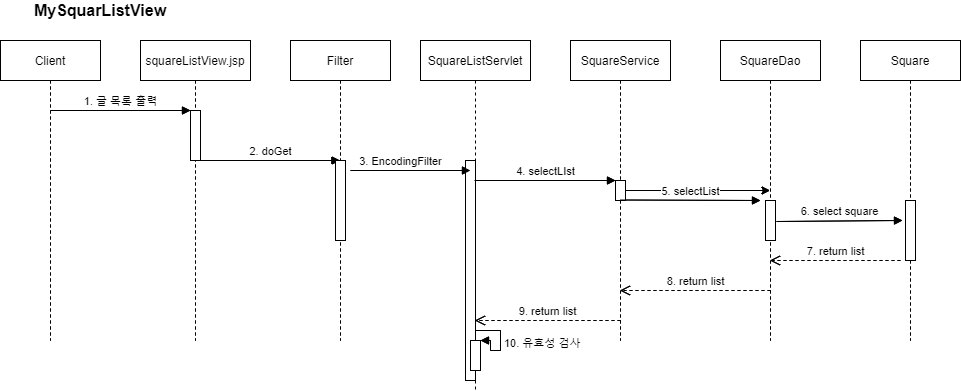 MySquarListView
Client
squareListView.jsp
Filter
SquareListServlet
SquareService
SquareDao
Square
1. 글 목록 출력
2. doGet
3. EncodingFilter
4. selectLIst
5. selectList
6. select square
7. return list
8. return list
9. return list
10. 유효성 검사